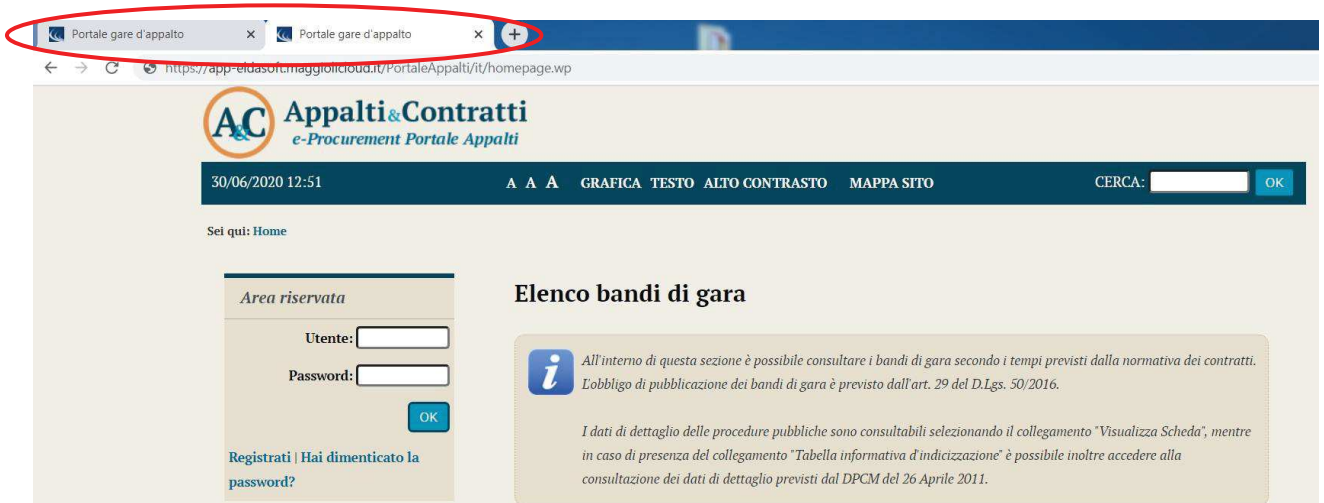 Portale gare d'appalto
Portale gare d'appalto
https://app-eldasoft.maggiolicloud.it/PortaleAppalti/it/homepage.wp
A&C
Appalti&Contratti
e-Procurement Portale Appalti
30/06/2020 12:51 A A A GRAFICA TESTO ALTO CONTRASTO MAPPA SITO CERCA: OK
Sei qui: Home
Area riservata
Utente:
Password:
OK
Registrati | Hai dimenticato la
password?
Elenco bandi di gara
All'interno di questa sezione è possibile consultare i bandi di gara secondo i tempi previsti dalla normativa dei contratti.
L'obbligo di pubblicazione dei bandi di gara è previsto dall'art. 29 del D.Lgs. 50/2016.
I dati di dettaglio delle procedure pubbliche sono consultabili selezionando il collegamento "Visualizza Scheda", mentre
in caso di presenza del collegamento "Tabella informativa d'indicizzazione" è possibile inoltre accedere alla
consultazione dei dati di dettaglio previsti dal DPCM del 26 Aprile 2011.